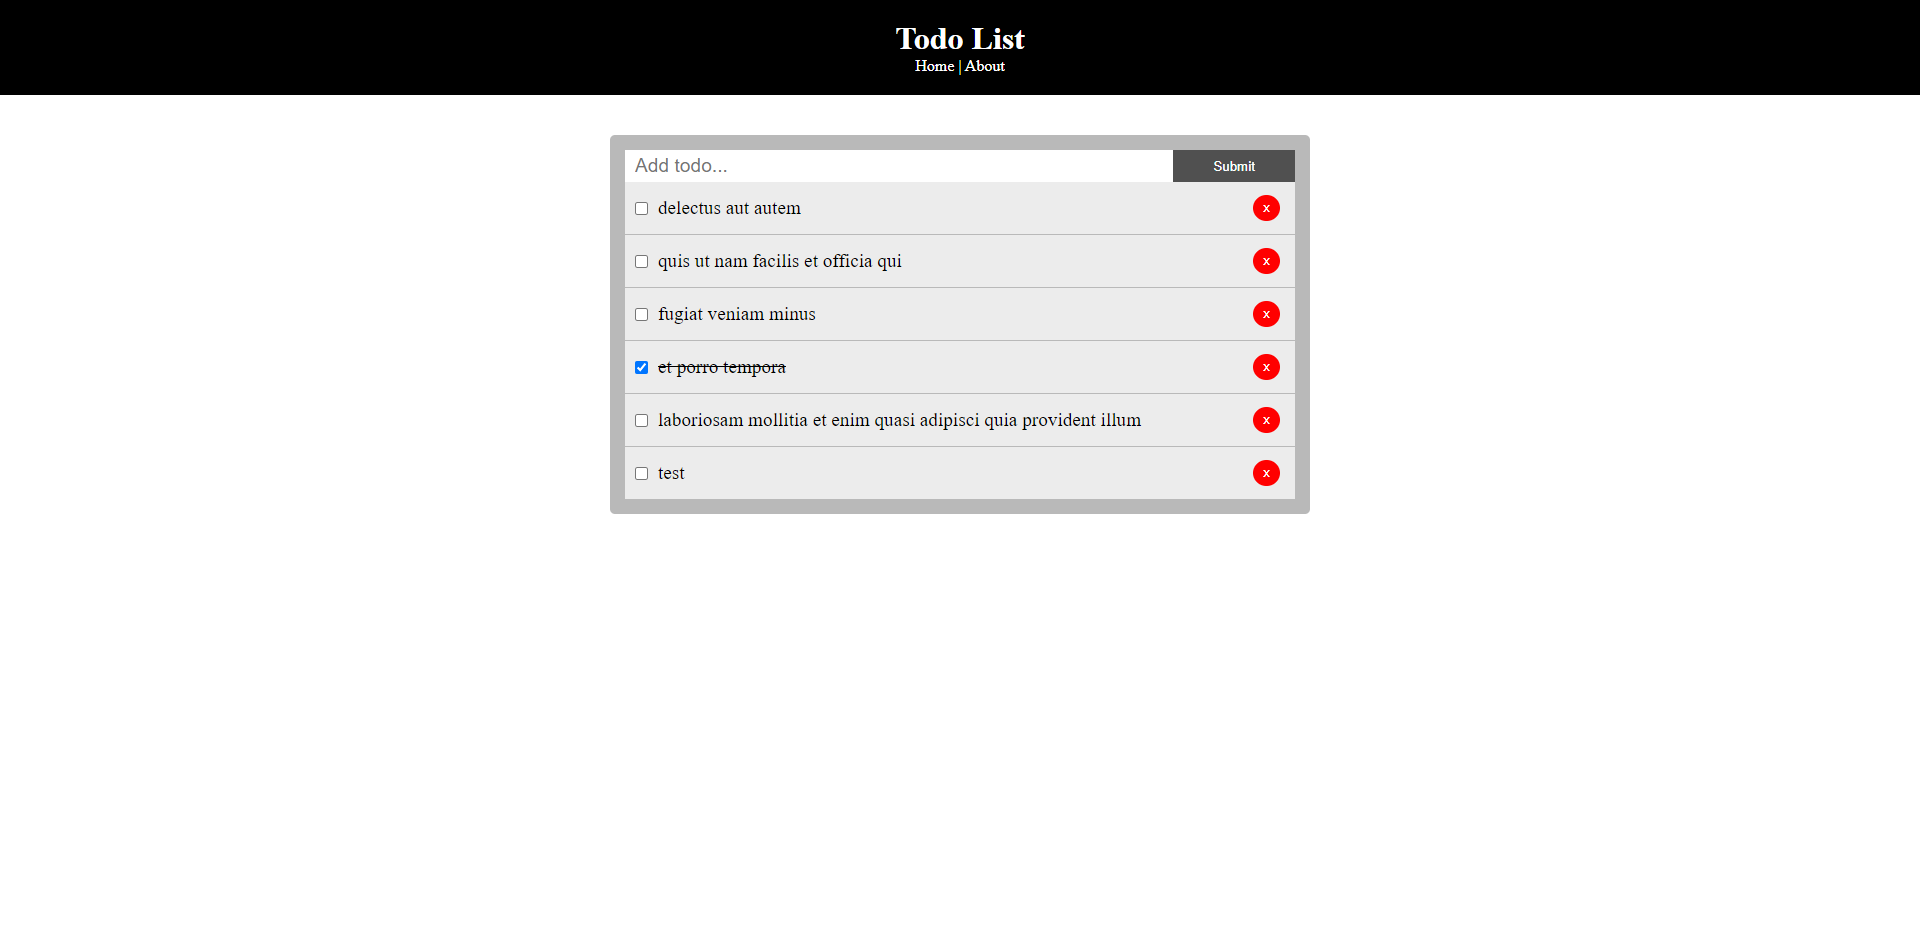 Todo List
Home | About
Add todo... Submit
delectus aut autem x
quis ut nam facilis et officia qui x
fugiat veniam minus x
et porro tempora x
laboriosam mollitia et enim quasi adipisci quia provident illum x
test x